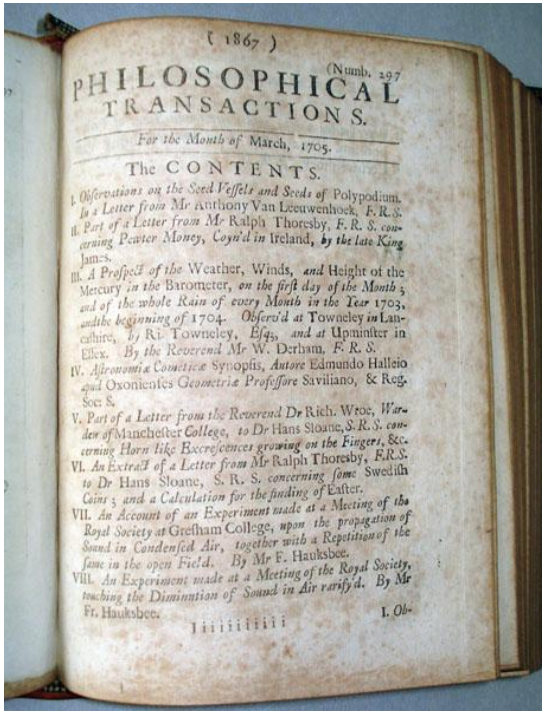 ( 1867 )
(Numb. 297
PHILOSOPHICAL
TRANSACTIONS.
For the Month of March, 1705.
The CONTENTS.
I. Obſervations on the Seed Veſſels and Seeds of Polypodium.
In a Letter from Mr Anthony Van Leeuwenhoek, F. R. S.
II. Part of a Letter from Mr Ralph Thoresby, F. R. S. con-
cerning Pewter Money, Coyn'd in Ireland, by the late King
James.
III. A Proſpect of the Weather, Winds, and Height of the
Mercury in the Barometer, on the firſt day of the Month ;
and of the whole Rain of every Month in the Year 1703,
and the beginning of 1704. Obſerv'd at Towneley in Lan-
caſhire, by Ri. Towneley, Eſq; and at Upminſter in
Eſſex. By the Reverend Mr W. Derham, F. R. S.
IV. Aſtronomiæ Cometicæ Synopſis, Autore Edmundo Halleio
apud Oxonienſes Geometriæ Profeſſore Saviliano, & Reg.
Soc: S.
V. Part of a Letter from the Reverend Dr Rich. Wroe, War-
den of Mancheſter College, to Dr Hans Sloane, S. R. S. con-
cerning Horn like Excreſcences growing on the Fingers, &c.
VI. An Extract of a Letter from Mr Ralph Thoresby, F.R.S.
to Dr Hans Sloane, S. R. S. concerning ſome Swediſh
Coins ; and a Calculation for the finding of Eaſter.
VII. An Account of an Experiment made at a Meeting of the
Royal Society at Greſham College, upon the propagation of
Sound in Condenſed Air, together with a Repetition of the
ſame in the open Field. By Mr F. Hauksbee.
VIII. An Experiment made at a Meeting of the Royal Society,
touching the Diminution of Sound in Air rarify'd. By Mr
Fr. Hauksbee.
I. Ob-